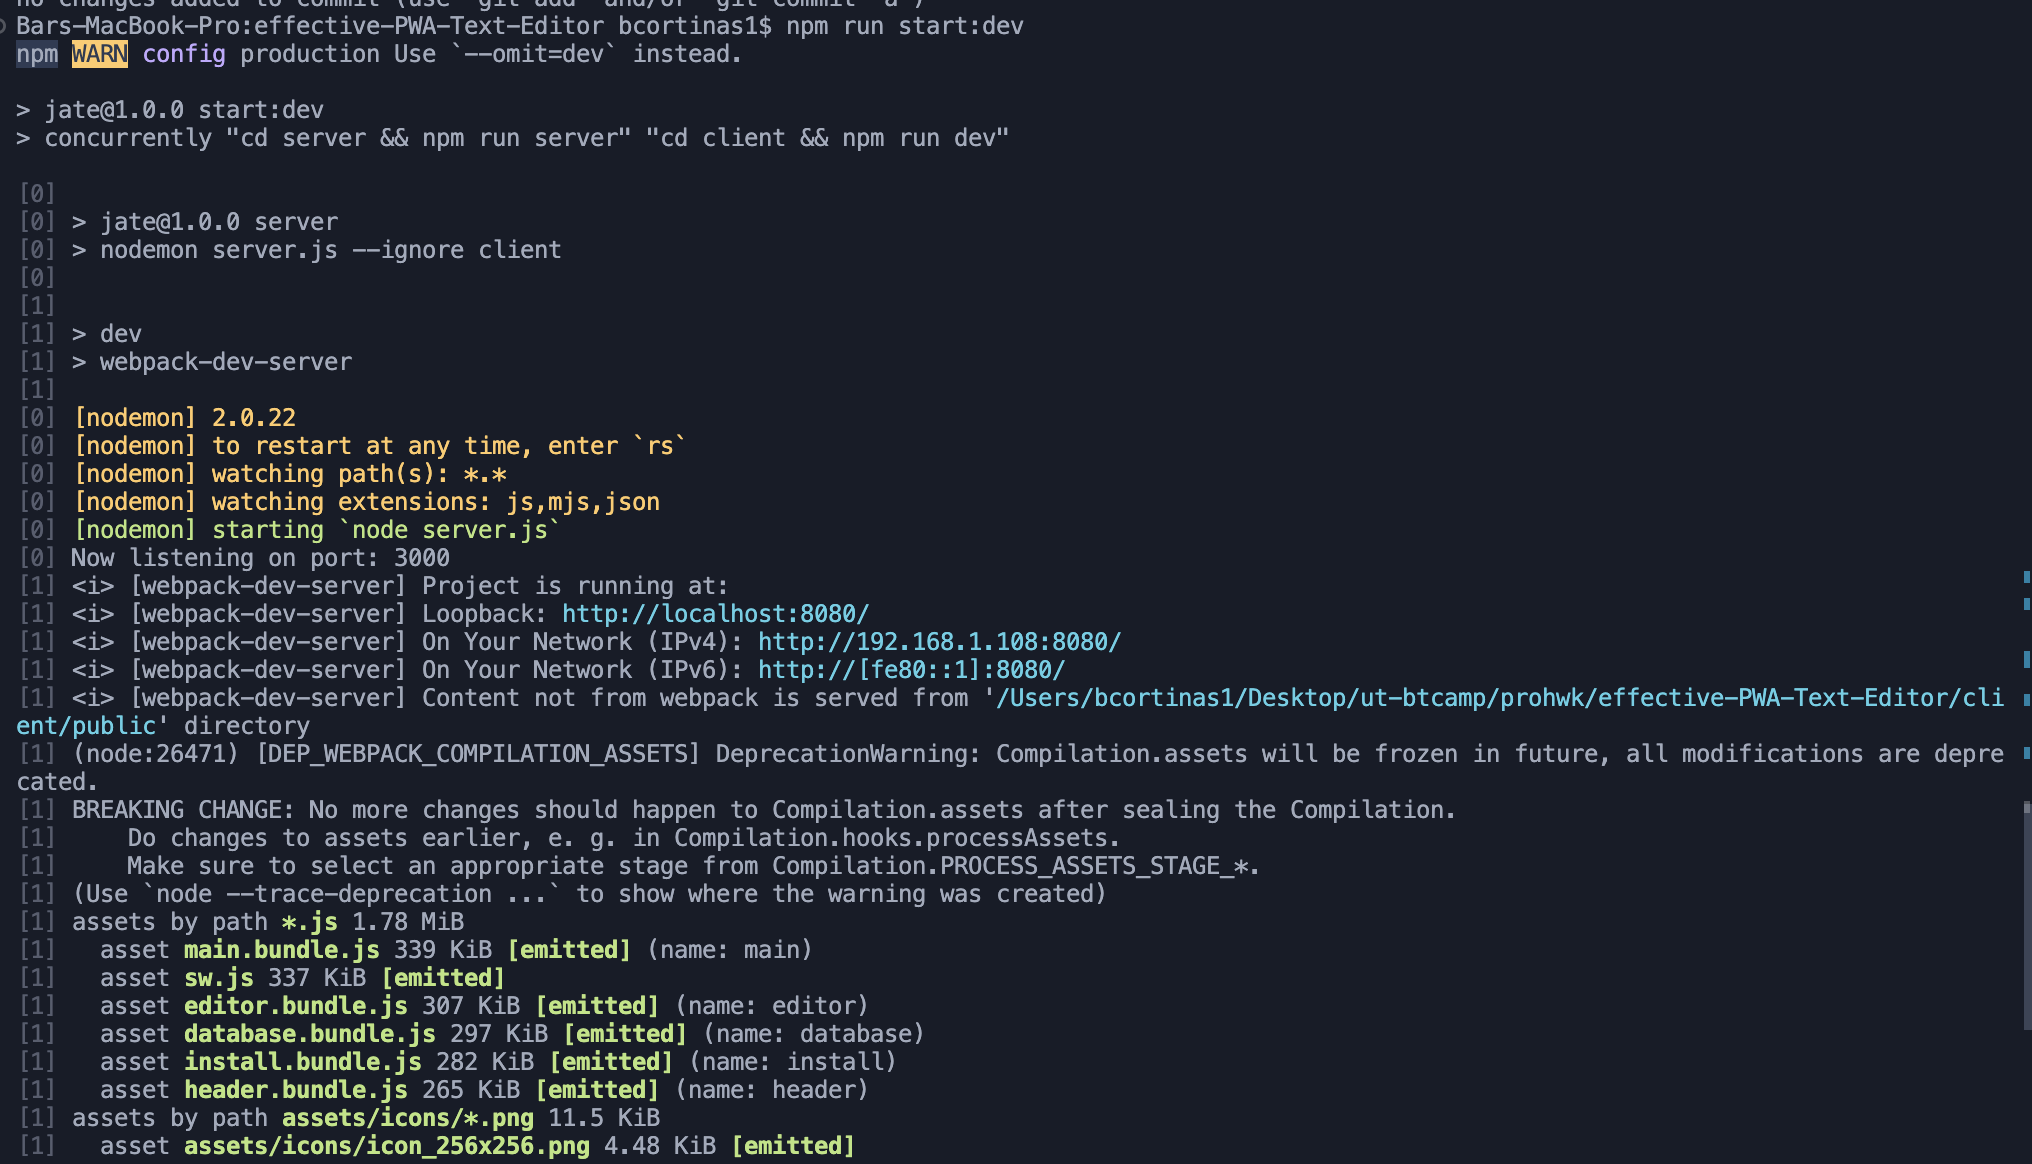 no changes added to commit (use "git add" and/or "git commit -a")
Bars-MacBook-Pro:effective-PWA-Text-Editor bcortinas1$ npm run start:dev
npm WARN config production Use `--omit=dev` instead.
> jate@1.0.0 start:dev
> concurrently "cd server && npm run server" "cd client && npm run dev"
[0]
[0] > jate@1.0.0 server
[0] > nodemon server.js --ignore client
[0]
[1]
[1] > dev
[1] > webpack-dev-server
[1]
[0] [nodemon] 2.0.22
[0] [nodemon] to restart at any time, enter `rs`
[0] [nodemon] watching path(s): *.*
[0] [nodemon] watching extensions: js,mjs,json
[0] [nodemon] starting `node server.js`
[0] Now listening on port: 3000
[1] <i> [webpack-dev-server] Project is running at:
[1] <i> [webpack-dev-server] Loopback: http://localhost:8080/
[1] <i> [webpack-dev-server] On Your Network (IPv4): http://192.168.1.108:8080/
[1] <i> [webpack-dev-server] On Your Network (IPv6): http://[fe80::1]:8080/
[1] <i> [webpack-dev-server] Content not from webpack is served from '/Users/bcortinas1/Desktop/ut-btcamp/prohwk/effective-PWA-Text-Editor/cli
ent/public' directory
[1] (node:26471) [DEP_WEBPACK_COMPILATION_ASSETS] DeprecationWarning: Compilation.assets will be frozen in future, all modifications are depre
cated.
[1] BREAKING CHANGE: No more changes should happen to Compilation.assets after sealing the Compilation.
[1]     Do changes to assets earlier, e. g. in Compilation.hooks.processAssets.
[1]     Make sure to select an appropriate stage from Compilation.PROCESS_ASSETS_STAGE_*.
[1] (Use `node --trace-deprecation ...` to show where the warning was created)
[1] assets by path *.js 1.78 MiB
[1]   asset main.bundle.js 339 KiB [emitted] (name: main)
[1]   asset sw.js 337 KiB [emitted]
[1]   asset editor.bundle.js 307 KiB [emitted] (name: editor)
[1]   asset database.bundle.js 297 KiB [emitted] (name: database)
[1]   asset install.bundle.js 282 KiB [emitted] (name: install)
[1]   asset header.bundle.js 265 KiB [emitted] (name: header)
[1] assets by path assets/icons/*.png 11.5 KiB
[1]   asset assets/icons/icon_256x256.png 4.48 KiB [emitted]